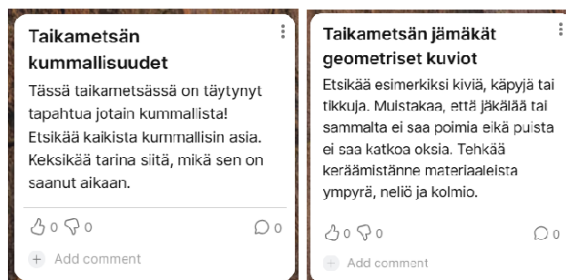 Taikametsän
kummallisuudet
Tässä taikametsässä on täytynyt
tapahtua jotain kummallista!
Etsikää kaikista kummallisin asia.
Keksikää tarina siitä, mikä sen on
saanut aikaan.
0 0 0
Add comment
Taikametsän jämäkät
geometriset kuviot
Etsikää esimerkiksi kiviä, käpyjä tai
tikkuja. Muistakaa, että jäkälää tai
sammalta ei saa poimia eikä puista
ei saa katkoa oksia. Tehkää
keräämistänne materiaaleista
ympyrä, neliö ja kolmio.
0 0 0
Add comment